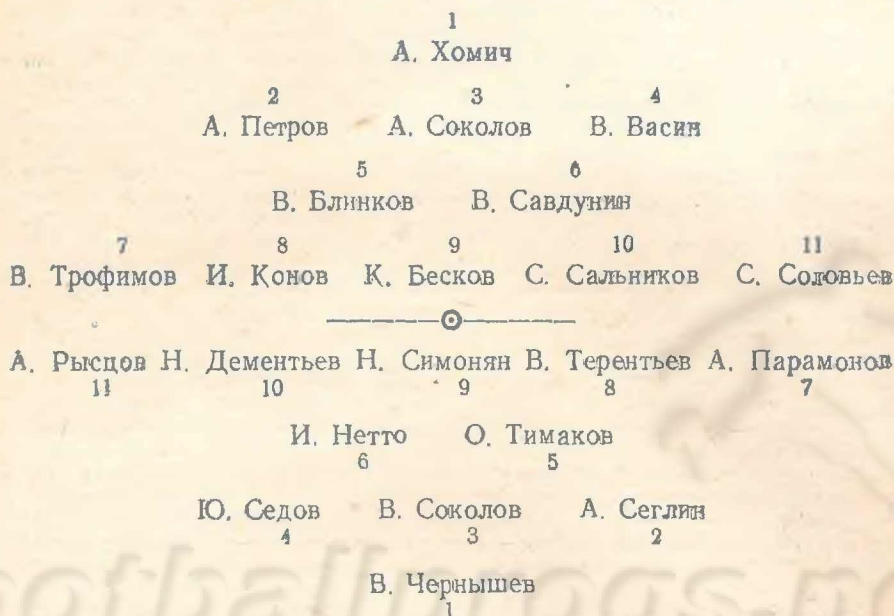 1
А. Хомич
2 3 4
А. Петров А. Соколов В. Васин
5 6
В. Блинков В. Савдунин
7 8 9 10 11
В. Трофимов И. Конов К. Бесков С. Сальников С. Соловьев
А. Рысцов Н. Дементьев Н. Симонян В. Терентьев А. Парамонов
11 10 9 8 7
И. Нетто О. Тимаков
6 5
Ю. Седов В. Соколов А. Сеглин
4 3 2
В. Чернышев
1